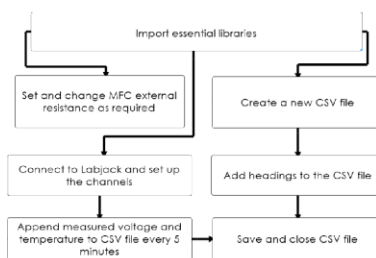 Import essential libraries
Set and change MFC external
resistance as required
Create a new CSV file
Connect to Labjack and set up
the channels
Add headings to the CSV file
Append measured voltage and
temperature to CSV file every 5
minutes
Save and close CSV file